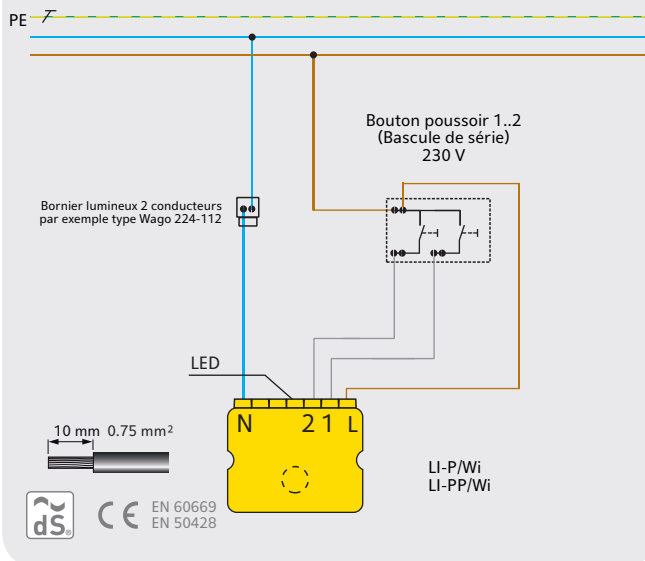 PE
Bouton poussoir 1..2
(Bascule de série)
230 V
Bornier lumineux 2 conducteurs
par exemple type Wago 224-112
LED
N 2 1 L
10 mm 0.75 mm²
LI-P/Wi
LI-PP/Wi
dS®
CE
EN 60669
EN 50428